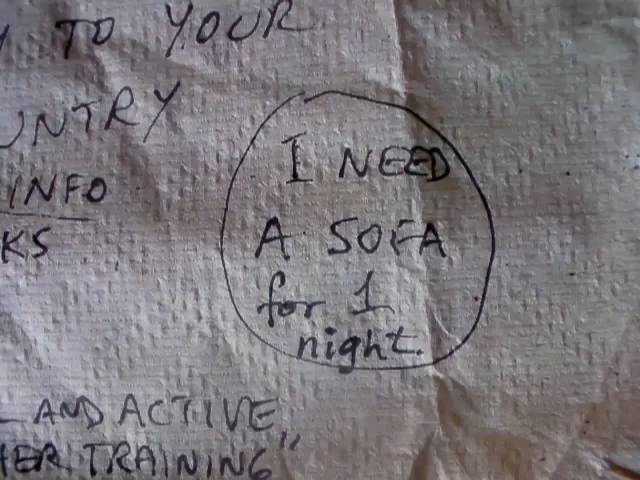 TO YOUR
UNTRY
INFO
KS
I NEED
A SOFA
for 1
night.
AND ACTIVE
HER TRAINING"